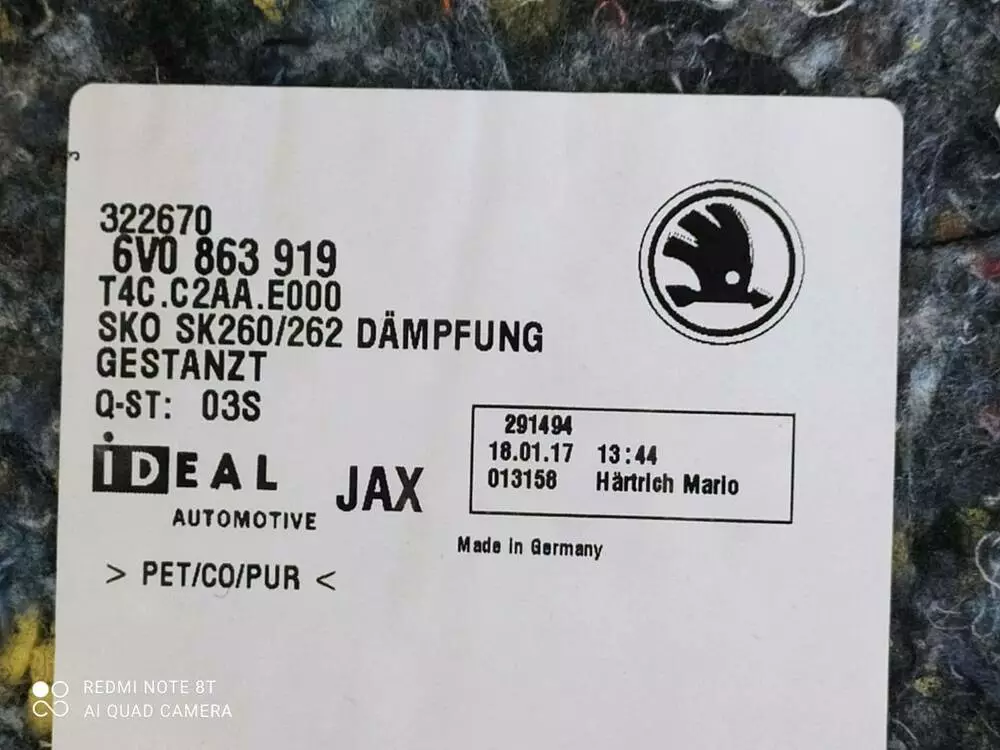 322670
6V0 863 919
T4C.C2AA.E000
SKO SK260/262 DÄMPFUNG
GESTANZT
Q-ST: 03S
iDEAL
AUTOMOTIVE
JAX
291494
18.01.17 13:44
013158 Härtrich Mario
Made in Germany
> PET/CO/PUR <
REDMI NOTE 8T
AI QUAD CAMERA